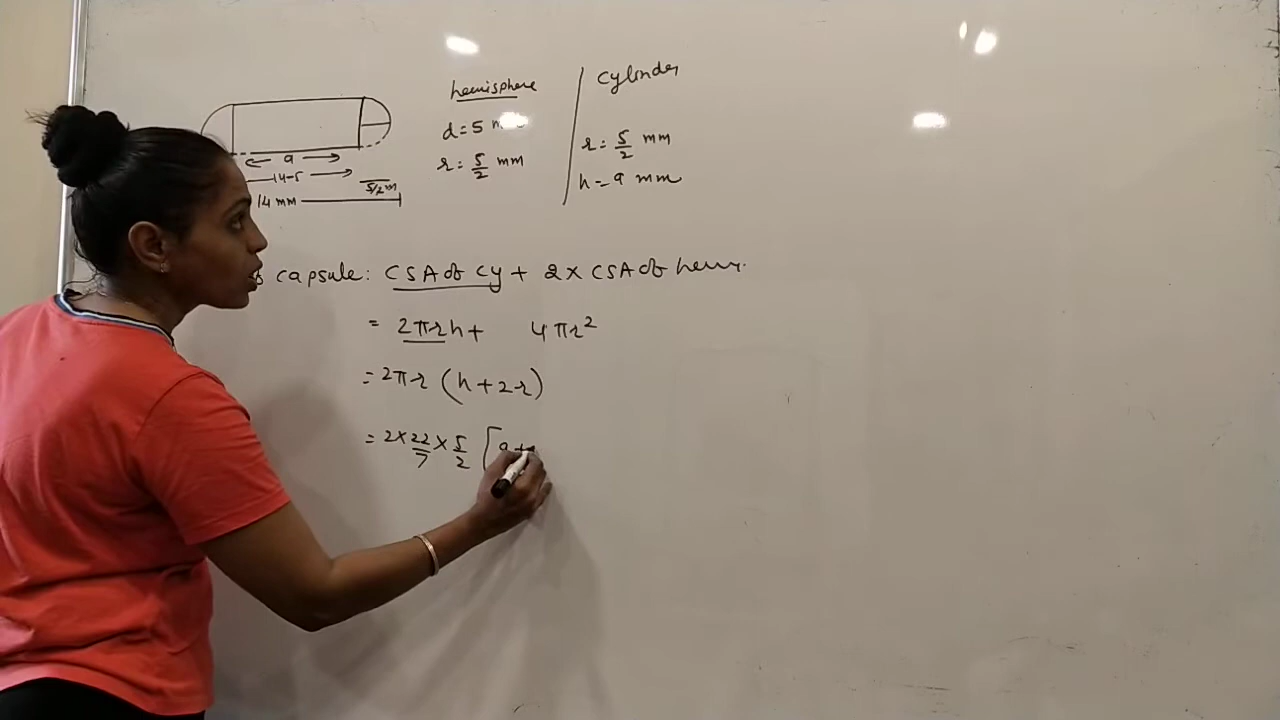 hemisphere
d=5
r=5/2 mm
Cylinder
r=5/2 mm
h=9 mm
9
14-5
5/2 m
14 mm
capsule: CSA of Cy + 2 x CSA of hem.
= 2πrh+ 4πr²
=2πr (h+2r)
=2×22/7×5/2 [9+